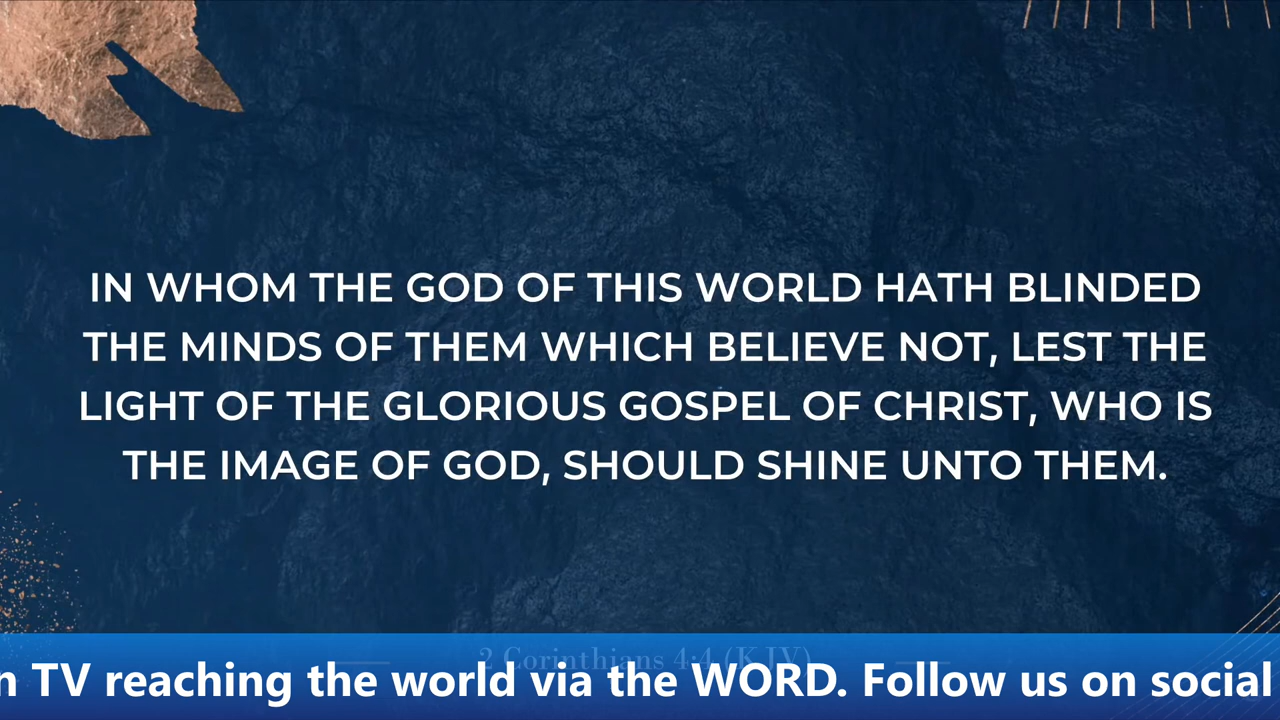 IN WHOM THE GOD OF THIS WORLD HATH BLINDED
THE MINDS OF THEM WHICH BELIEVE NOT, LEST THE
LIGHT OF THE GLORIOUS GOSPEL OF CHRIST, WHO IS
THE IMAGE OF GOD, SHOULD SHINE UNTO THEM.
2 Corinthians 4:4 (KJV)
n TV reaching the world via the WORD. Follow us on social